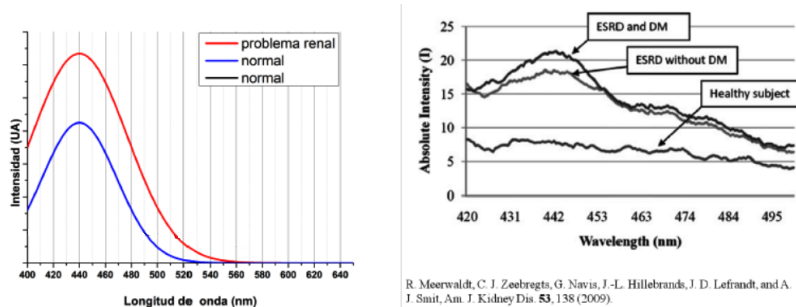 problema renal
normal
normal
Intensidad (UA)
400 420 440 460 480 500 520 540 560 580 600 620 640
Longitud de onda (nm)
ESRD and DM
ESRD without DM
Healthy subject
Absolute Intensity (I)
25
20
15
10
5
0
420 431 442 453 463 474 484 495
Wavelength (nm)
R. Meerwaldt, C. J. Zeebregts, G. Navis, J.-L. Hillebrands, J. D. Lefrandt, and A.
J. Smit, Am. J. Kidney Dis. 53, 138 (2009).